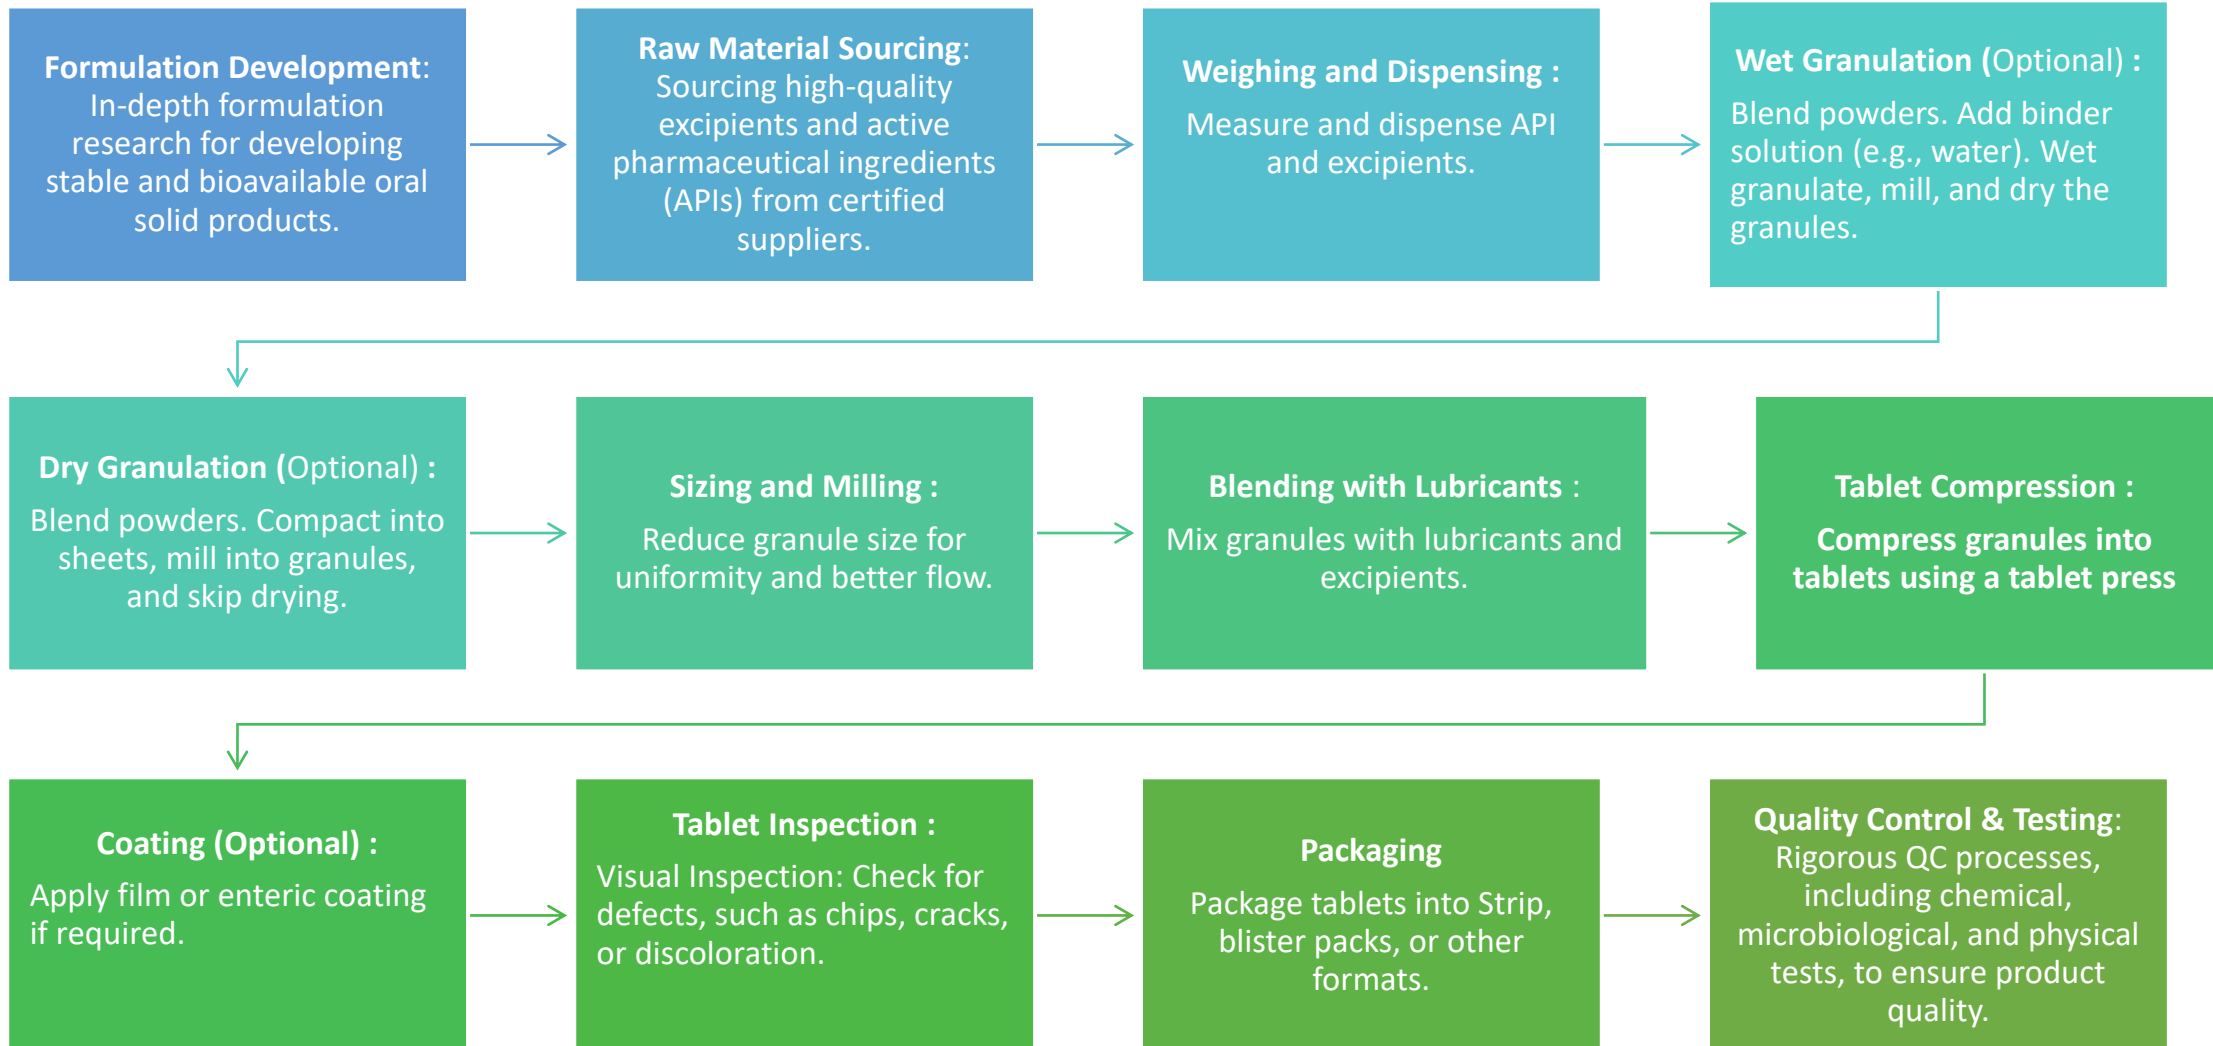 Formulation Development:
In-depth formulation
research for developing
stable and bioavailable oral
solid products.
Raw Material Sourcing:
Sourcing high-quality
excipients and active
pharmaceutical ingredients
(APIs) from certified
suppliers.
Weighing and Dispensing :
Measure and dispense API
and excipients.
Wet Granulation (Optional) :
Blend powders. Add binder
solution (e.g., water). Wet
granulate, mill, and dry the
granules.
Dry Granulation (Optional) :
Blend powders. Compact into
sheets, mill into granules,
and skip drying.
Sizing and Milling :
Reduce granule size for
uniformity and better flow.
Blending with Lubricants :
Mix granules with lubricants and
excipients.
Tablet Compression :
Compress granules into
tablets using a tablet press
Coating (Optional) :
Apply film or enteric coating
if required.
Tablet Inspection :
Visual Inspection: Check for
defects, such as chips, cracks,
or discoloration.
Packaging
Package tablets into Strip,
blister packs, or other
formats.
Quality Control & Testing:
Rigorous QC processes,
including chemical,
microbiological, and physical
tests, to ensure product
quality.